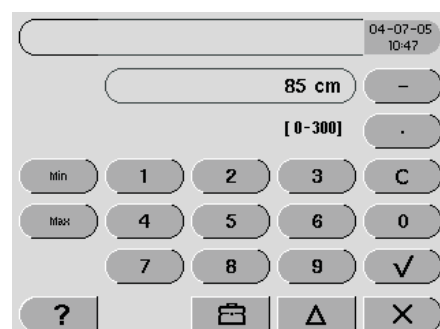 04-07-05
10:47
85 cm
–
[ 0-300]
.
Min 1 2 3 C
Max 4 5 6 0
7 8 9 √
? Δ X